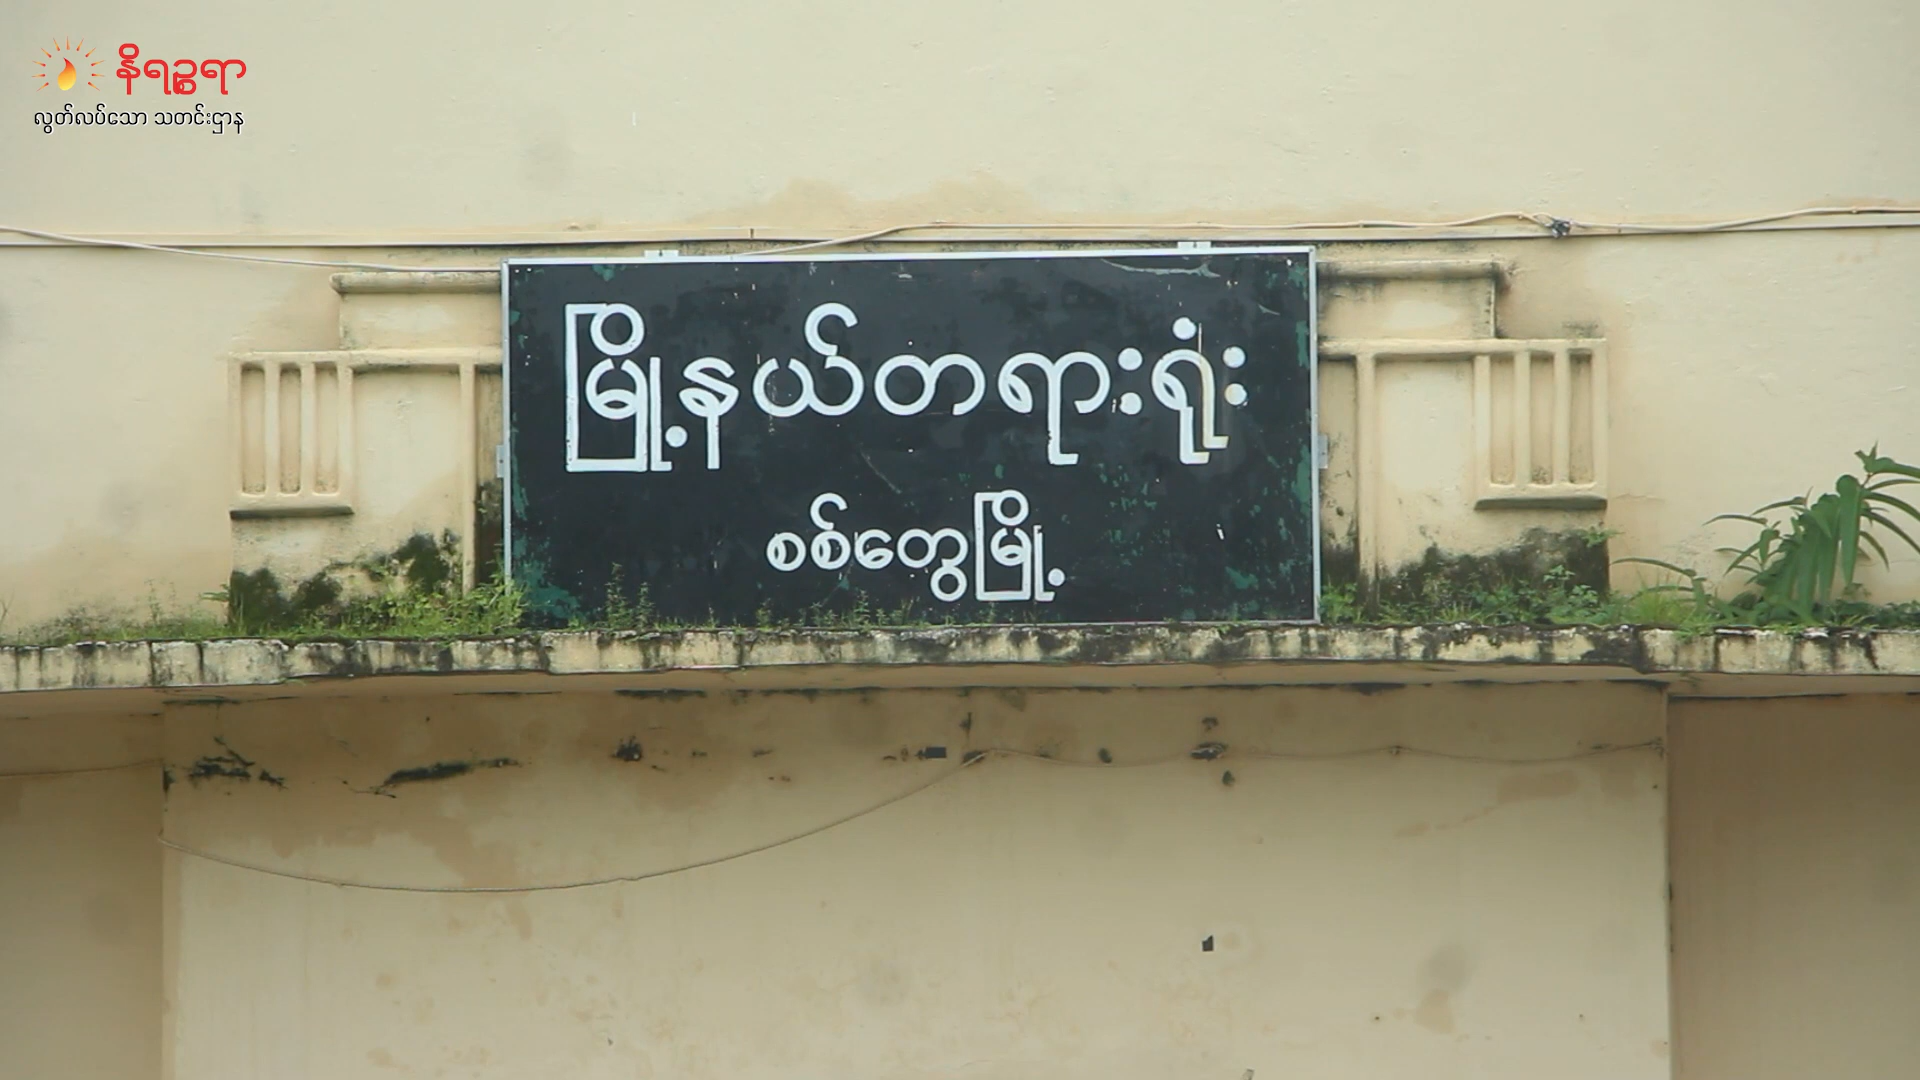 နိရဉ္စရာ
လွတ်လပ်သော သတင်းဌာန
မြို့နယ်တရားရုံး
စစ်တွေမြို့